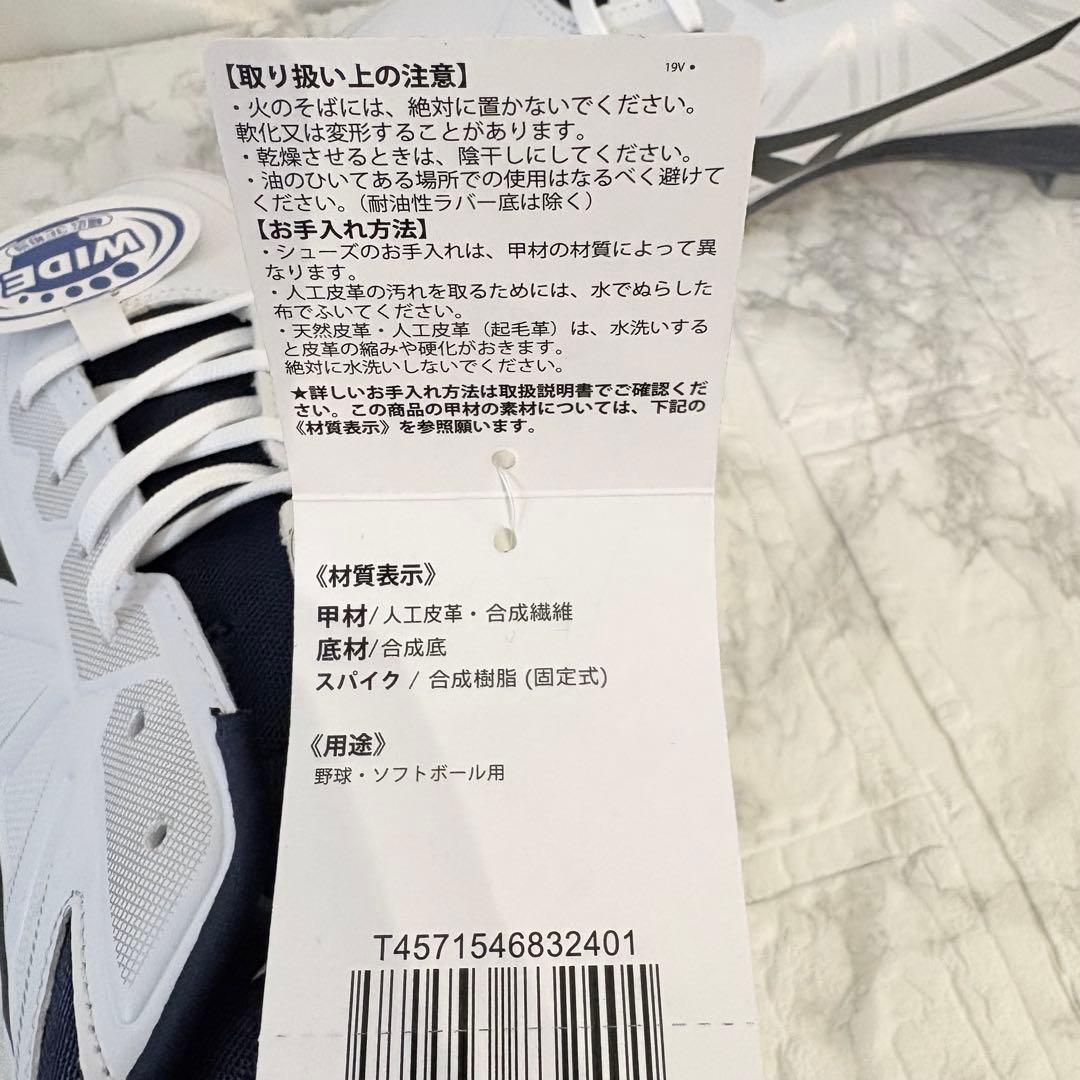 【取り扱い上の注意】
19V •
・火のそばには、絶対に置かないでください。
軟化又は変形することがあります。
・乾燥させるときは、陰干しにしてください。
・油のひいてある場所での使用はなるべく避けて
ください。（耐油性ラバー底は除く）
【お手入れ方法】
・シューズのお手入れは、甲材の材質によって異
なります。
・人工皮革の汚れを取るためには、水でぬらした
布でふいてください。
・天然皮革・人工皮革（起毛革）は、水洗いする
と皮革の縮みや硬化がおきます。
絶対に水洗いしないでください。
★詳しいお手入れ方法は取扱説明書でご確認くだ
さい。この商品の甲材の素材については、下記の
《材質表示》を参照願います。
《材質表示》
甲材/人工皮革・合成繊維
底材/合成底
スパイク / 合成樹脂 (固定式)
《用途》
野球・ソフトボール用
T4571546832401
WIDE